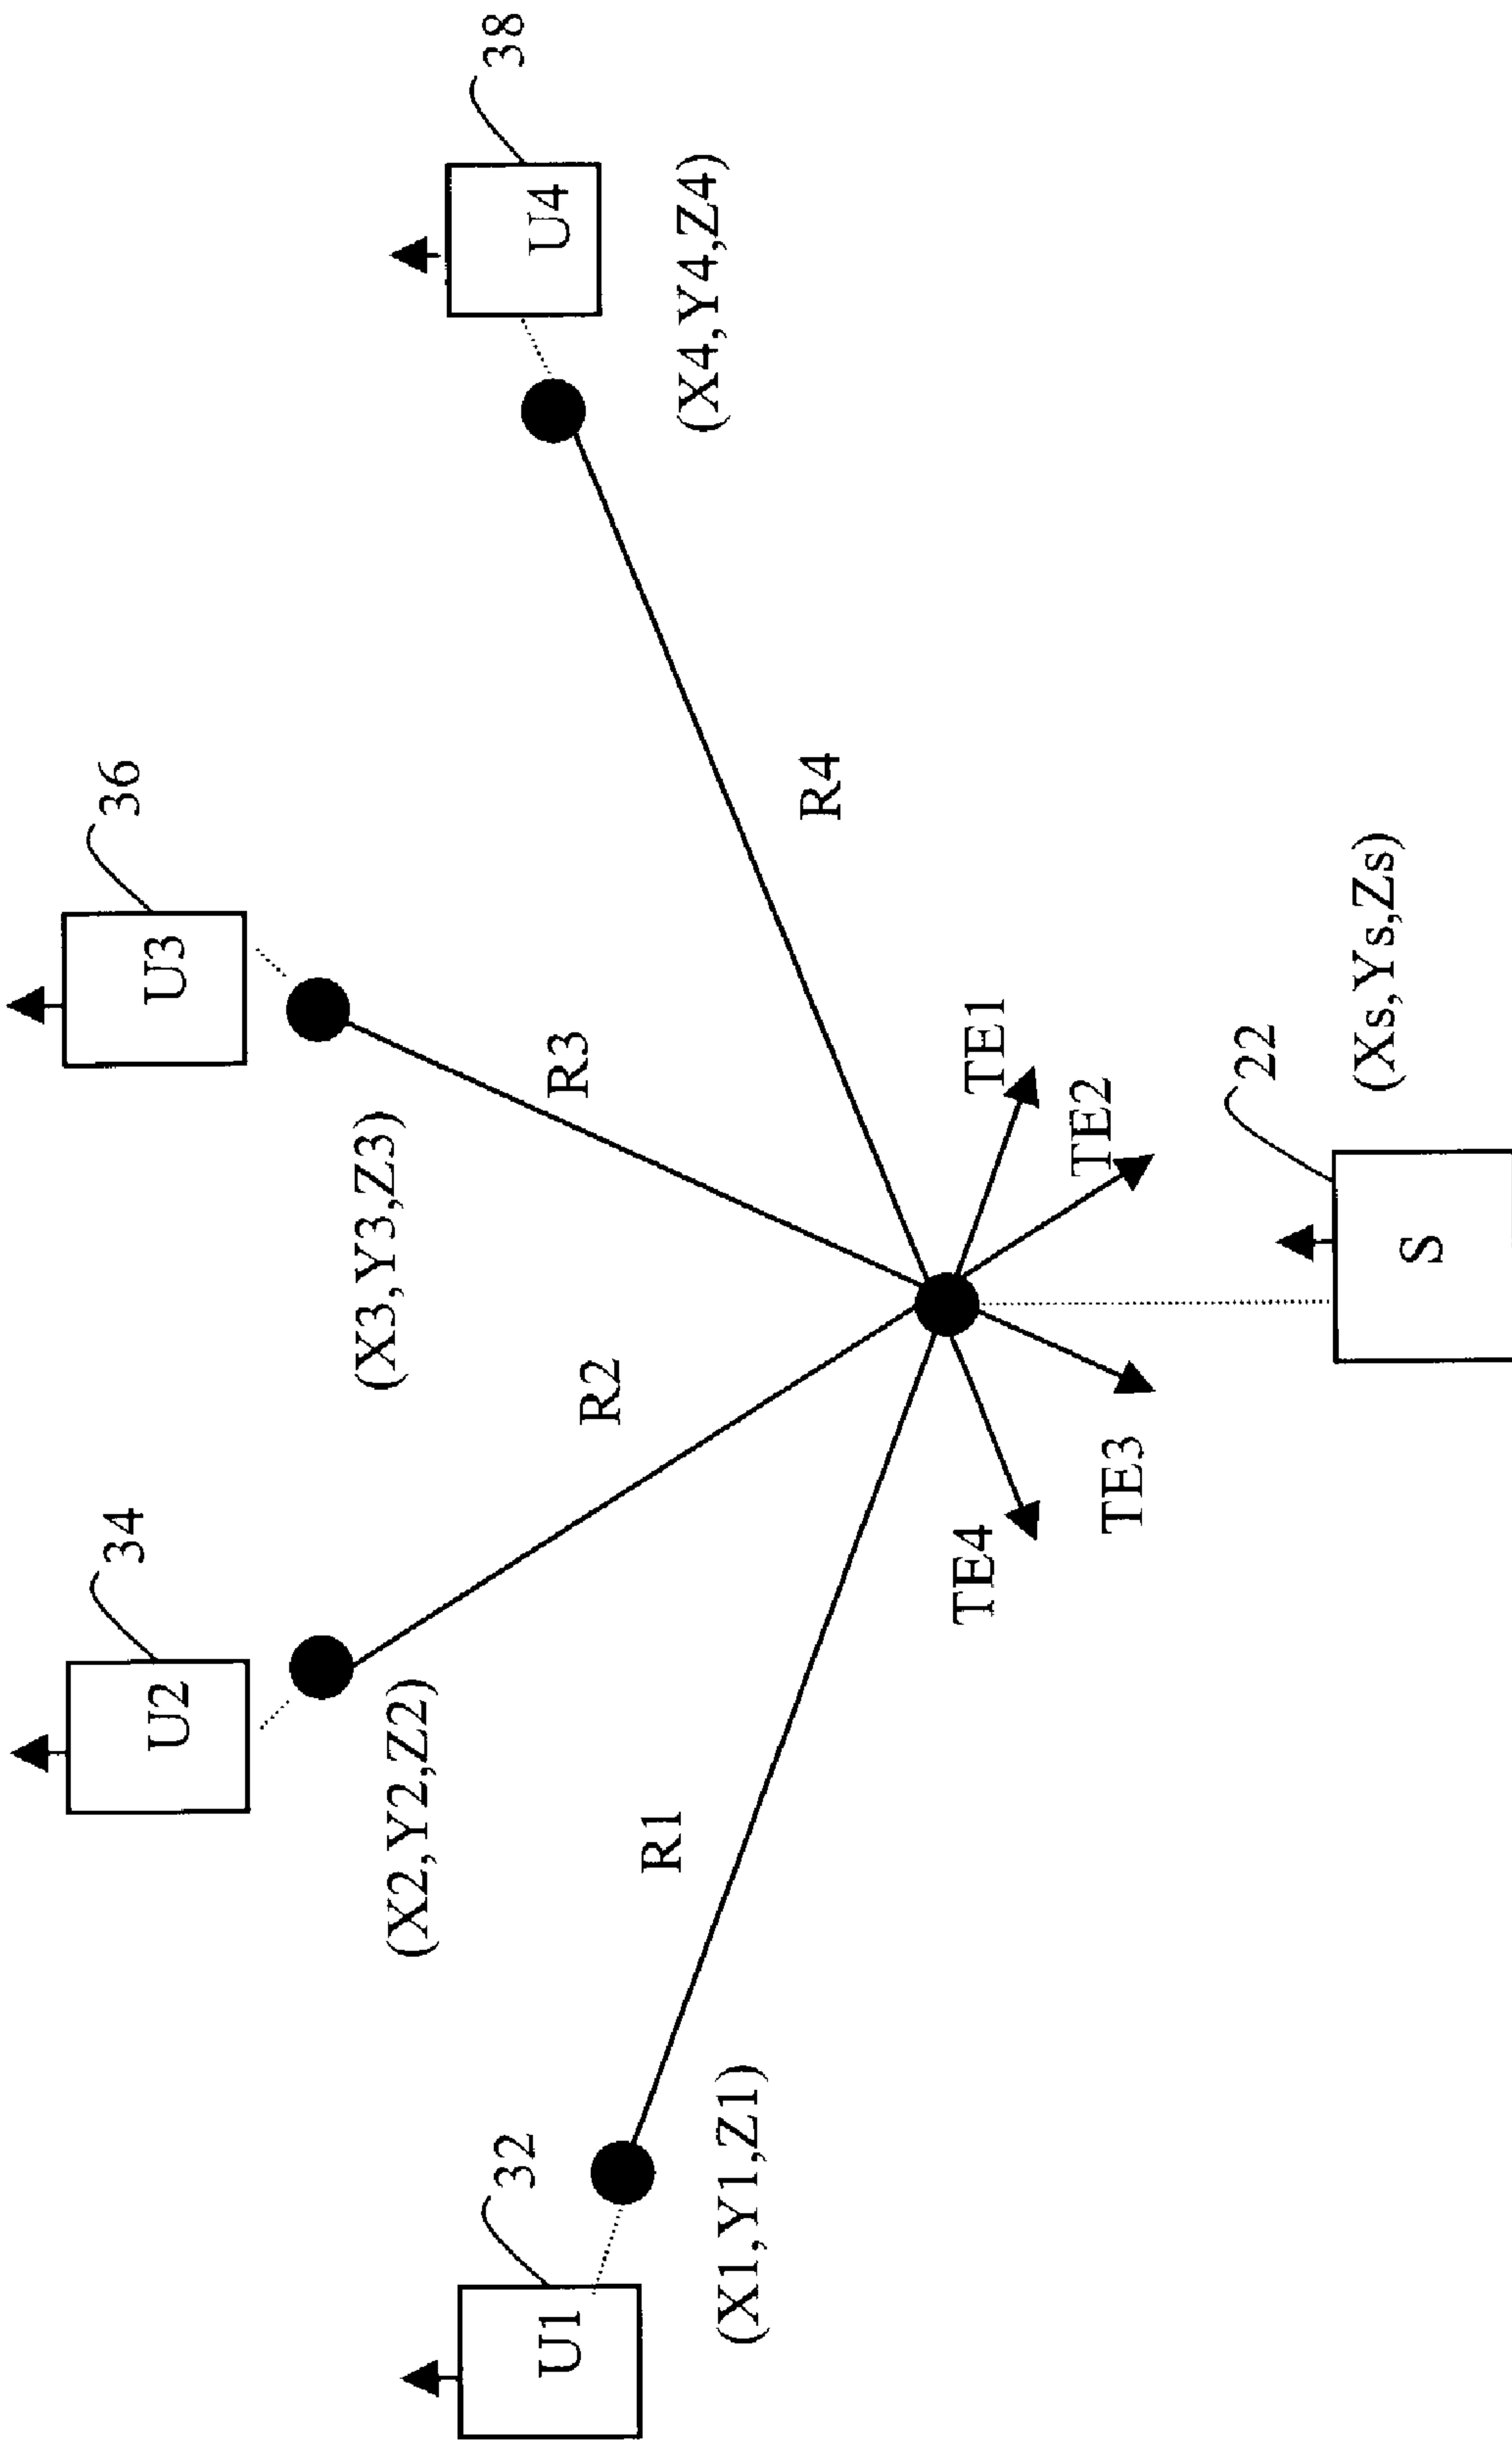 32
U1
(X1,Y1,Z1)
R1
34
U2
(X2,Y2,Z2)
R2
36
U3
(X3,Y3,Z3)
R3
38
U4
(X4,Y4,Z4)
R4
TE1
TE2
TE3
TE4
22
S
(Xs,Ys,Zs)